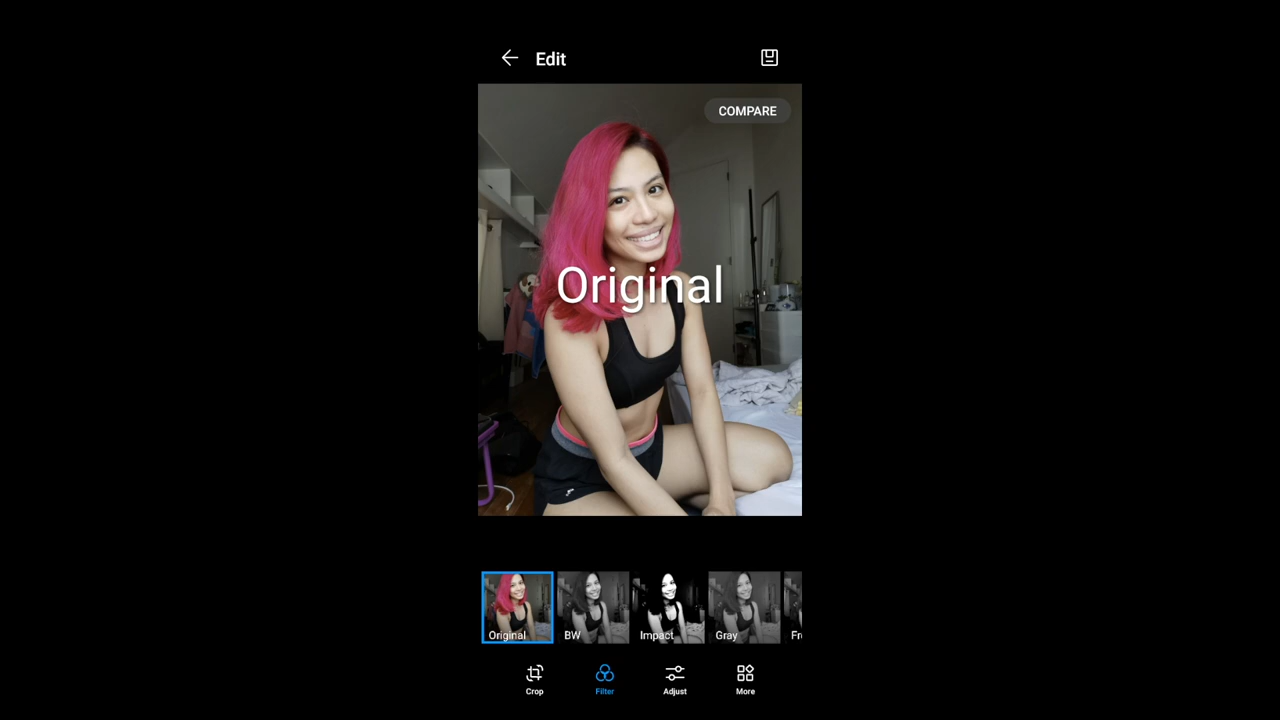 Edit
COMPARE
Original
Original
BW
Impact
Gray
Crop
Filter
Adjust
More